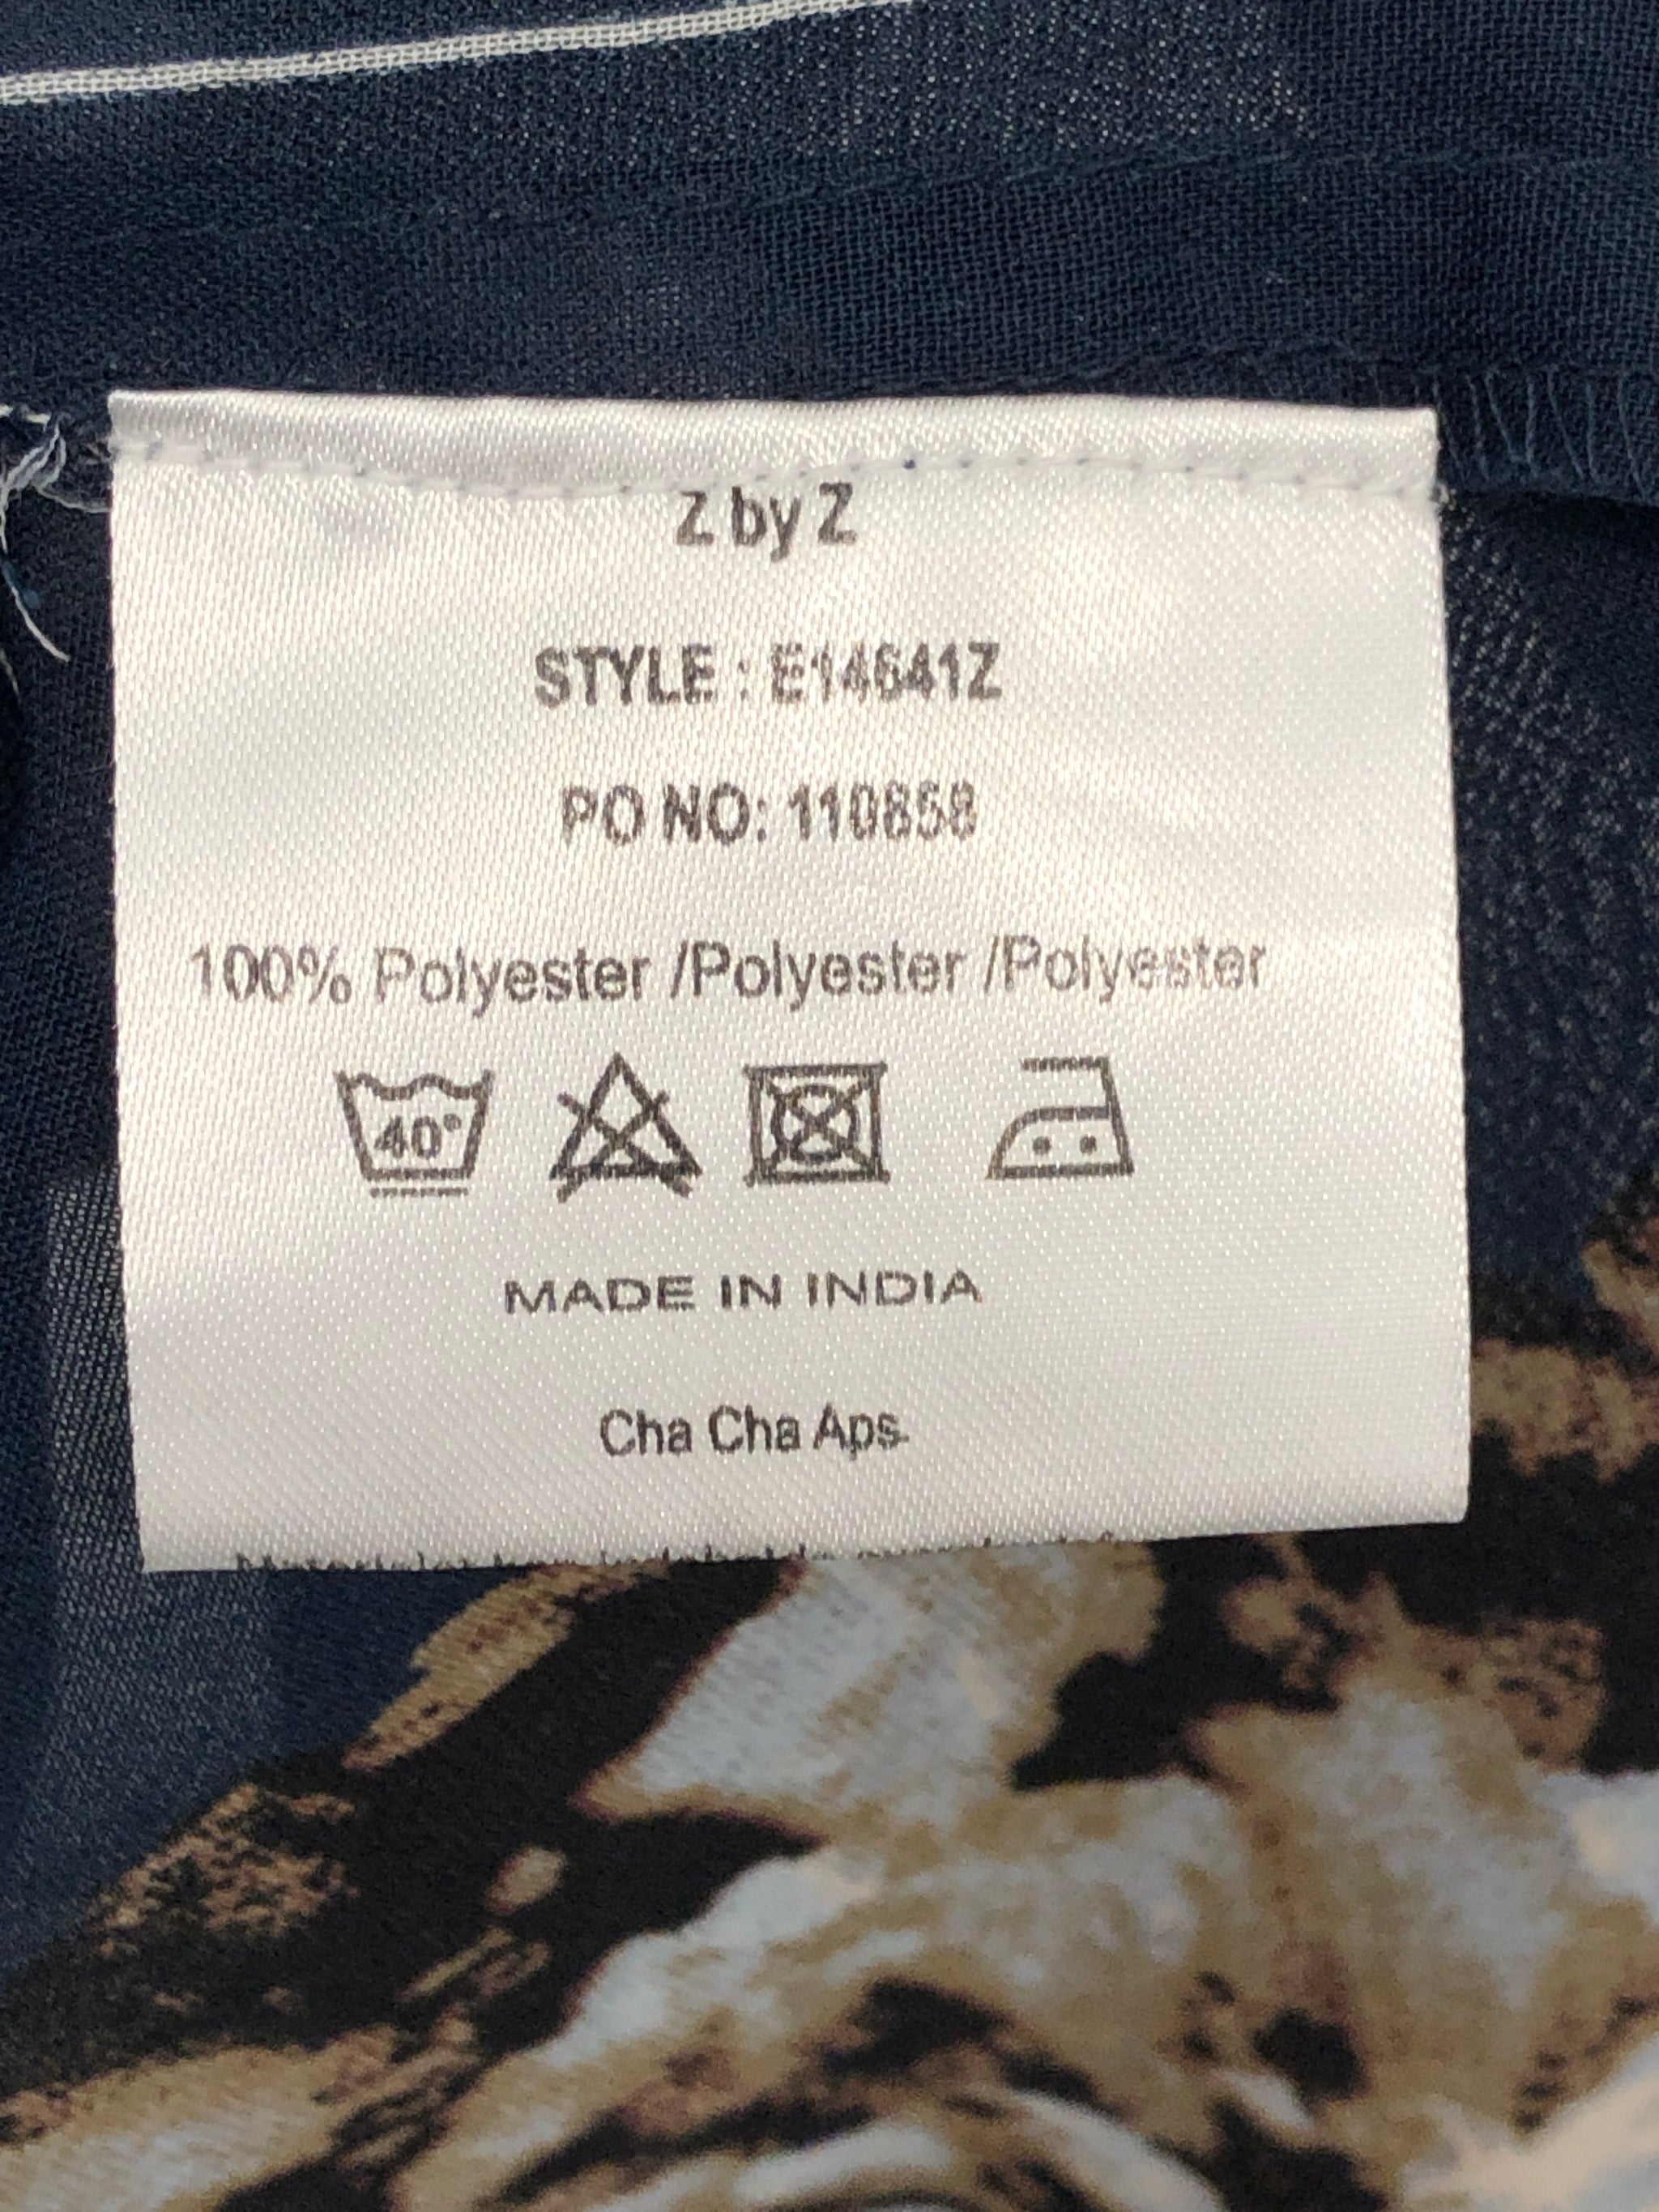 Z by Z
STYLE : E14641Z
PO NO: 110858
100% Polyester /Polyester /Polyester
40°
MADE IN INDIA
Cha Cha Aps.